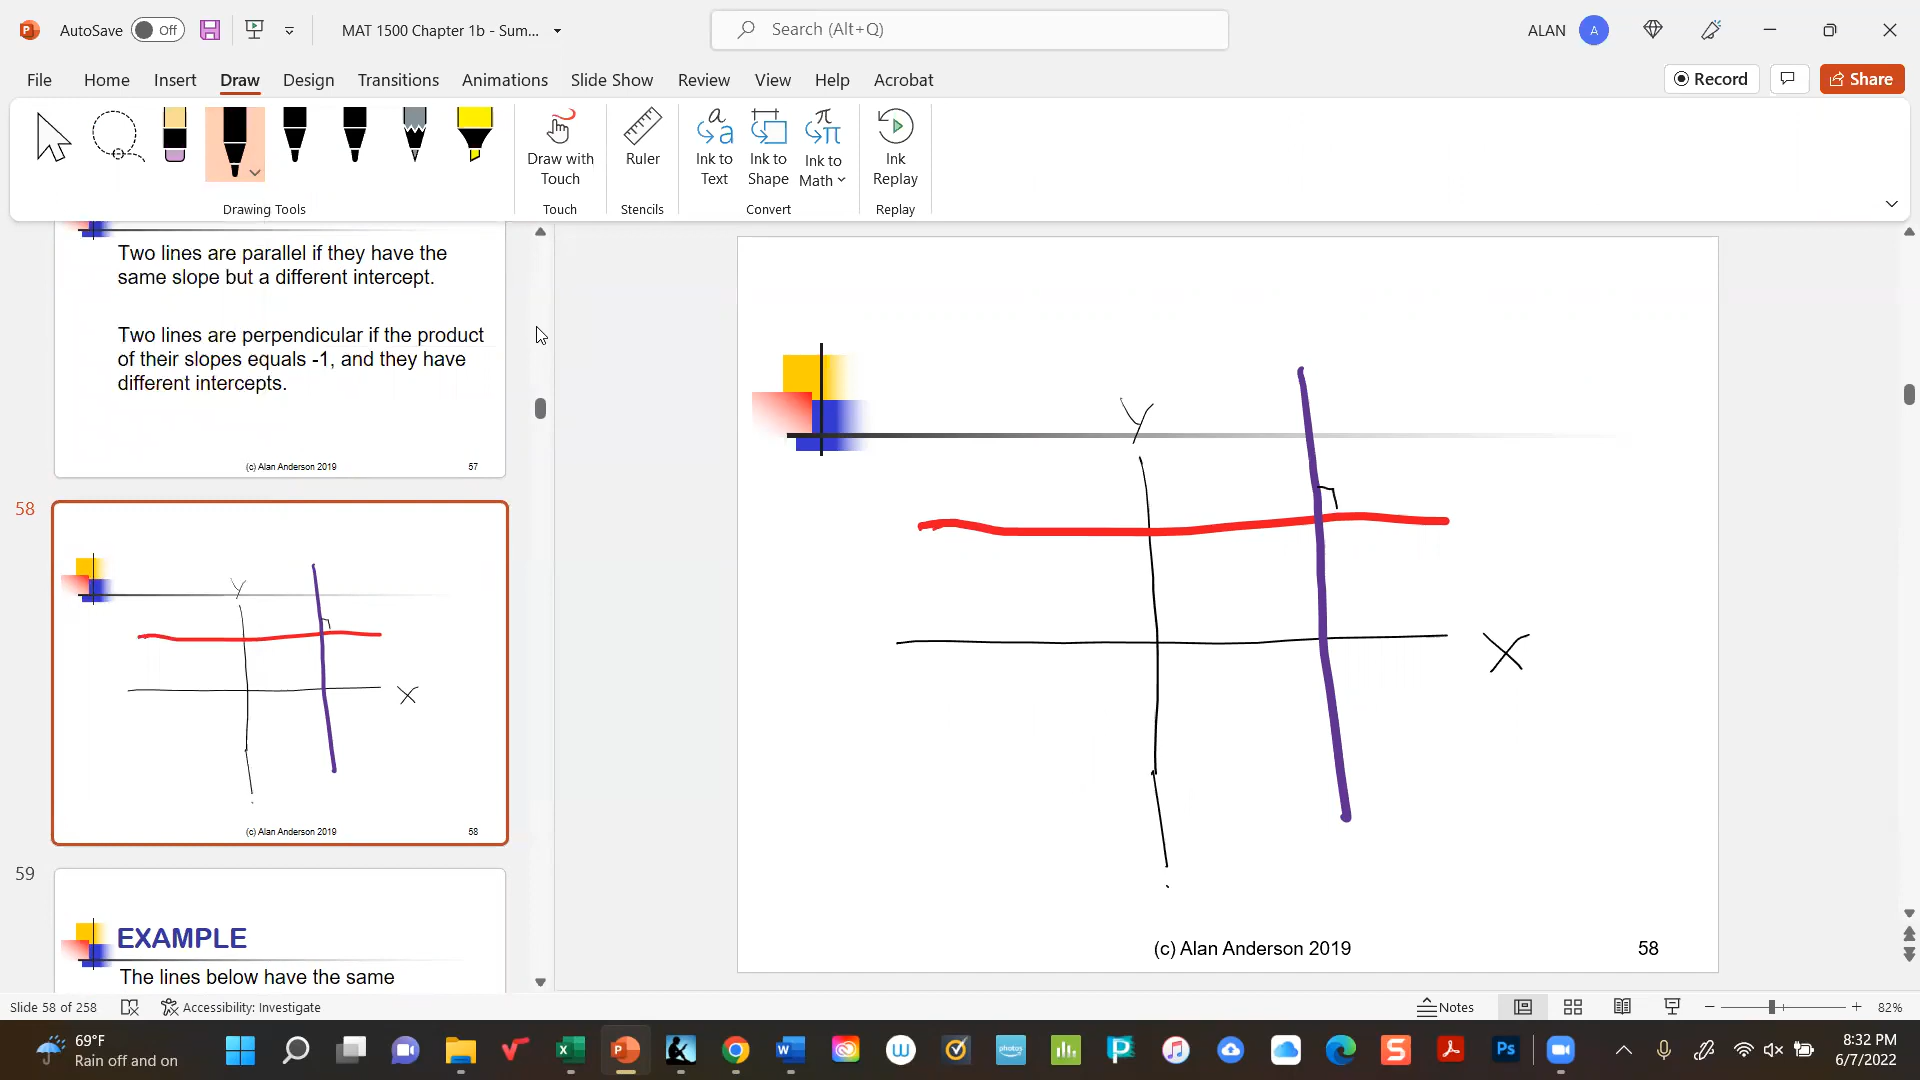 AutoSave Off MAT 1500 Chapter 1b - Sum... Search (Alt+Q) ALAN A
File Home Insert Draw Design Transitions Animations Slide Show Review View Help Acrobat Record Share
Draw with Touch
Ruler
Ink to Text
Ink to Shape
Ink to Math
Ink Replay
Drawing Tools Touch Stencils Convert Replay
Two lines are parallel if they have the
same slope but a different intercept.
Two lines are perpendicular if the product
of their slopes equals -1, and they have
different intercepts.
(c) Alan Anderson 2019 57
58
Y
X
(c) Alan Anderson 2019 58
59
EXAMPLE
The lines below have the same
Y
X
(c) Alan Anderson 2019 58
Slide 58 of 258 Accessibility: Investigate Notes 82%
69°F
Rain off and on
photos
Ps
8:32 PM
6/7/2022